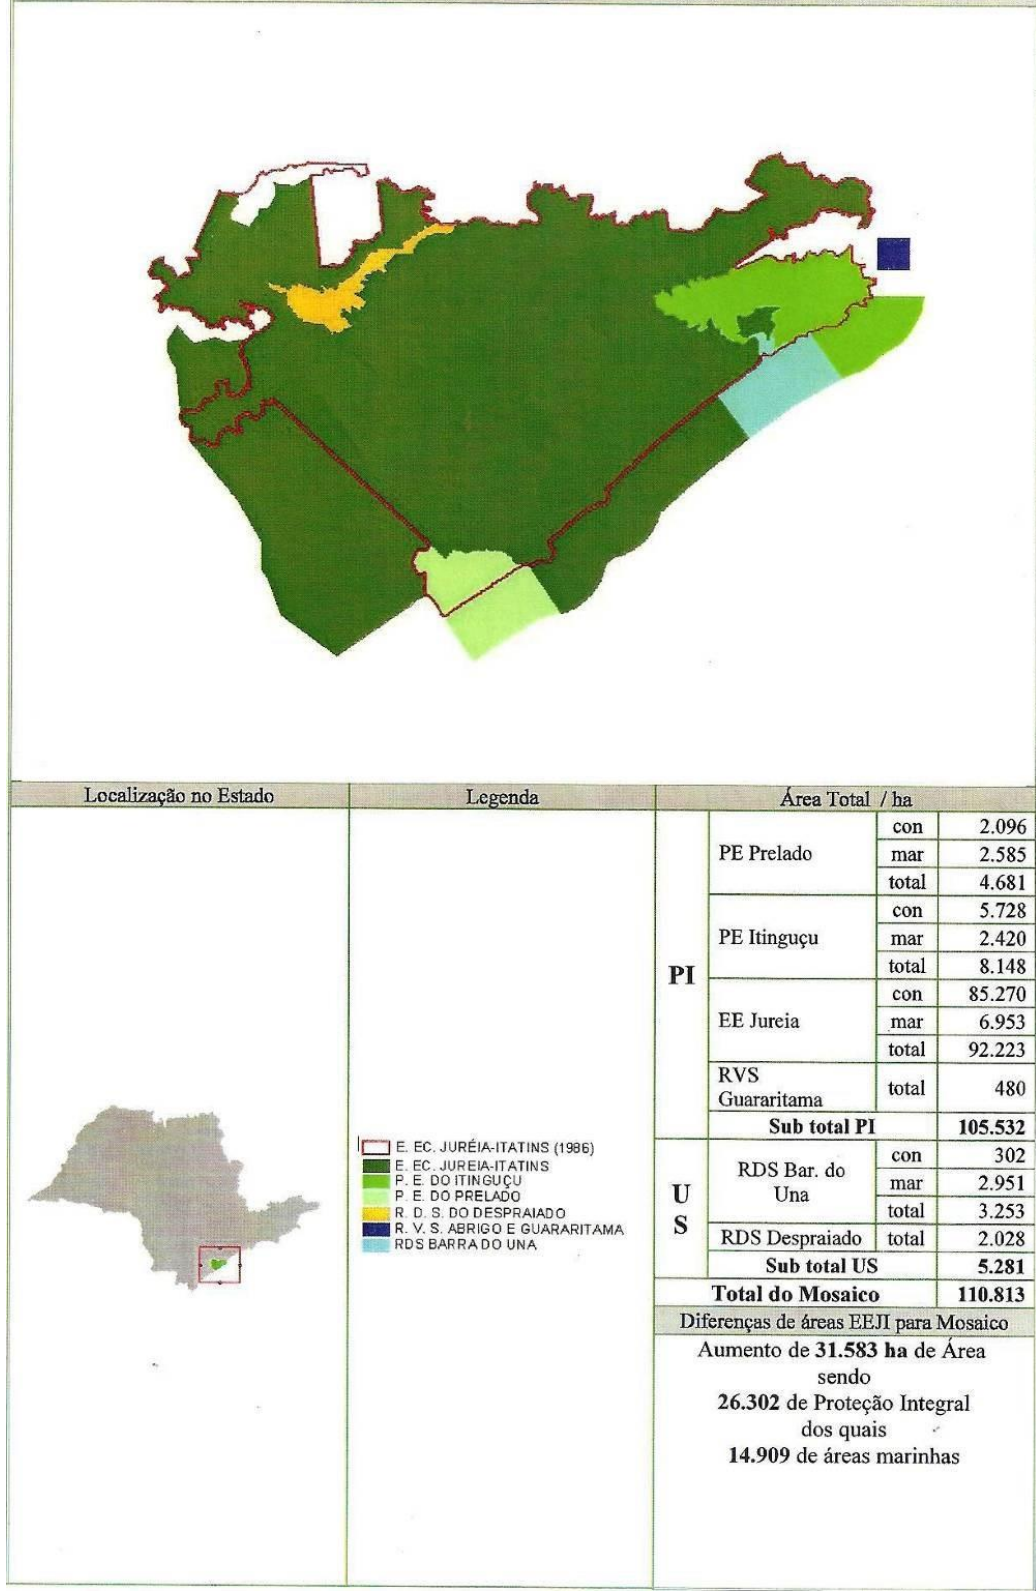 Localização no Estado
Legenda
E. EC. JURÉIA-ITATINS (1986)
E. EC. JUREIA-ITATINS
P. E. DO ITINGUÇU
P. E. DO PRELADO
R. D. S. DO DESPRAIADO
R. V. S. ABRIGO E GUARARITAMA
RDS BARRA DO UNA
Área Total / ha
PI
PE Prelado
con 2.096
mar 2.585
total 4.681
PE Itinguçu
con 5.728
mar 2.420
total 8.148
EE Jureia
con 85.270
mar 6.953
total 92.223
RVS
Guararitama
total 480
Sub total PI 105.532
U
S
RDS Bar. do
Una
con 302
mar 2.951
total 3.253
RDS Despraiado total 2.028
Sub total US 5.281
Total do Mosaico 110.813
Diferenças de áreas EEJI para Mosaico
Aumento de 31.583 ha de Área
sendo
26.302 de Proteção Integral
dos quais
14.909 de áreas marinhas